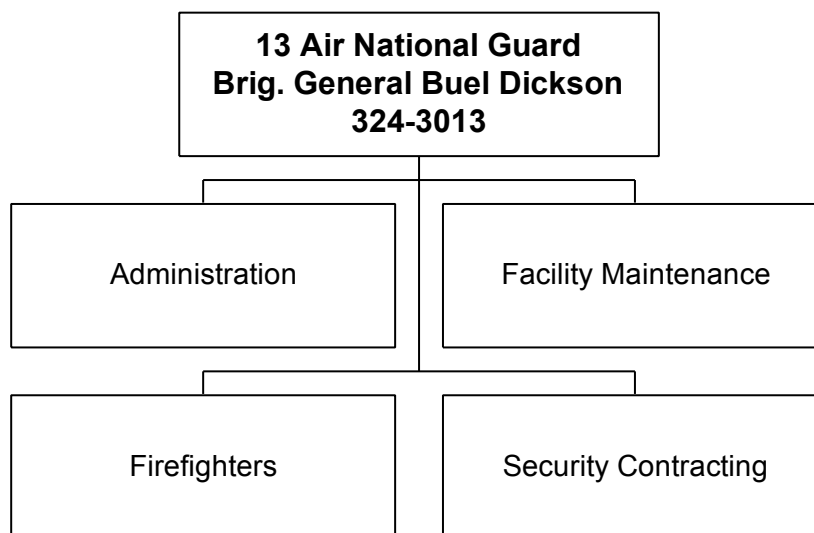 13 Air National Guard
Brig. General Buel Dickson
324-3013
Administration
Facility Maintenance
Firefighters
Security Contracting